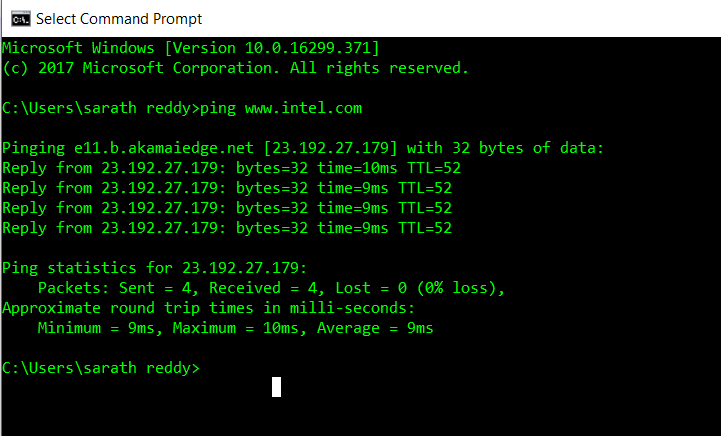 Select Command Prompt
Microsoft Windows [Version 10.0.16299.371]
(c) 2017 Microsoft Corporation. All rights reserved.
C:\Users\sarath reddy>ping www.intel.com
Pinging e11.b.akamaiedge.net [23.192.27.179] with 32 bytes of data:
Reply from 23.192.27.179: bytes=32 time=10ms TTL=52
Reply from 23.192.27.179: bytes=32 time=9ms TTL=52
Reply from 23.192.27.179: bytes=32 time=9ms TTL=52
Reply from 23.192.27.179: bytes=32 time=9ms TTL=52
Ping statistics for 23.192.27.179:
    Packets: Sent = 4, Received = 4, Lost = 0 (0% loss),
Approximate round trip times in milli-seconds:
    Minimum = 9ms, Maximum = 10ms, Average = 9ms
C:\Users\sarath reddy>